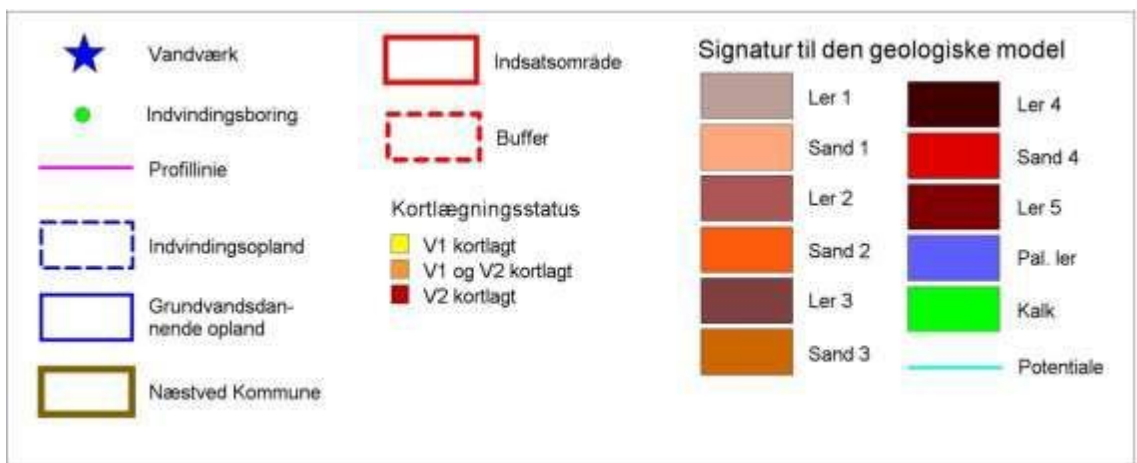 Vandværk
Indvindingsboring
Profillinie
Indvindingsopland
Grundvandsdan-
nende opland
Næstved Kommune
Indsatsområde
Buffer
Kortlægningsstatus
V1 kortlagt
V1 og V2 kortlagt
V2 kortlagt
Signatur til den geologiske model
Ler 1
Sand 1
Ler 2
Sand 2
Ler 3
Sand 3
Ler 4
Sand 4
Ler 5
Pal. ler
Kalk
Potentiale